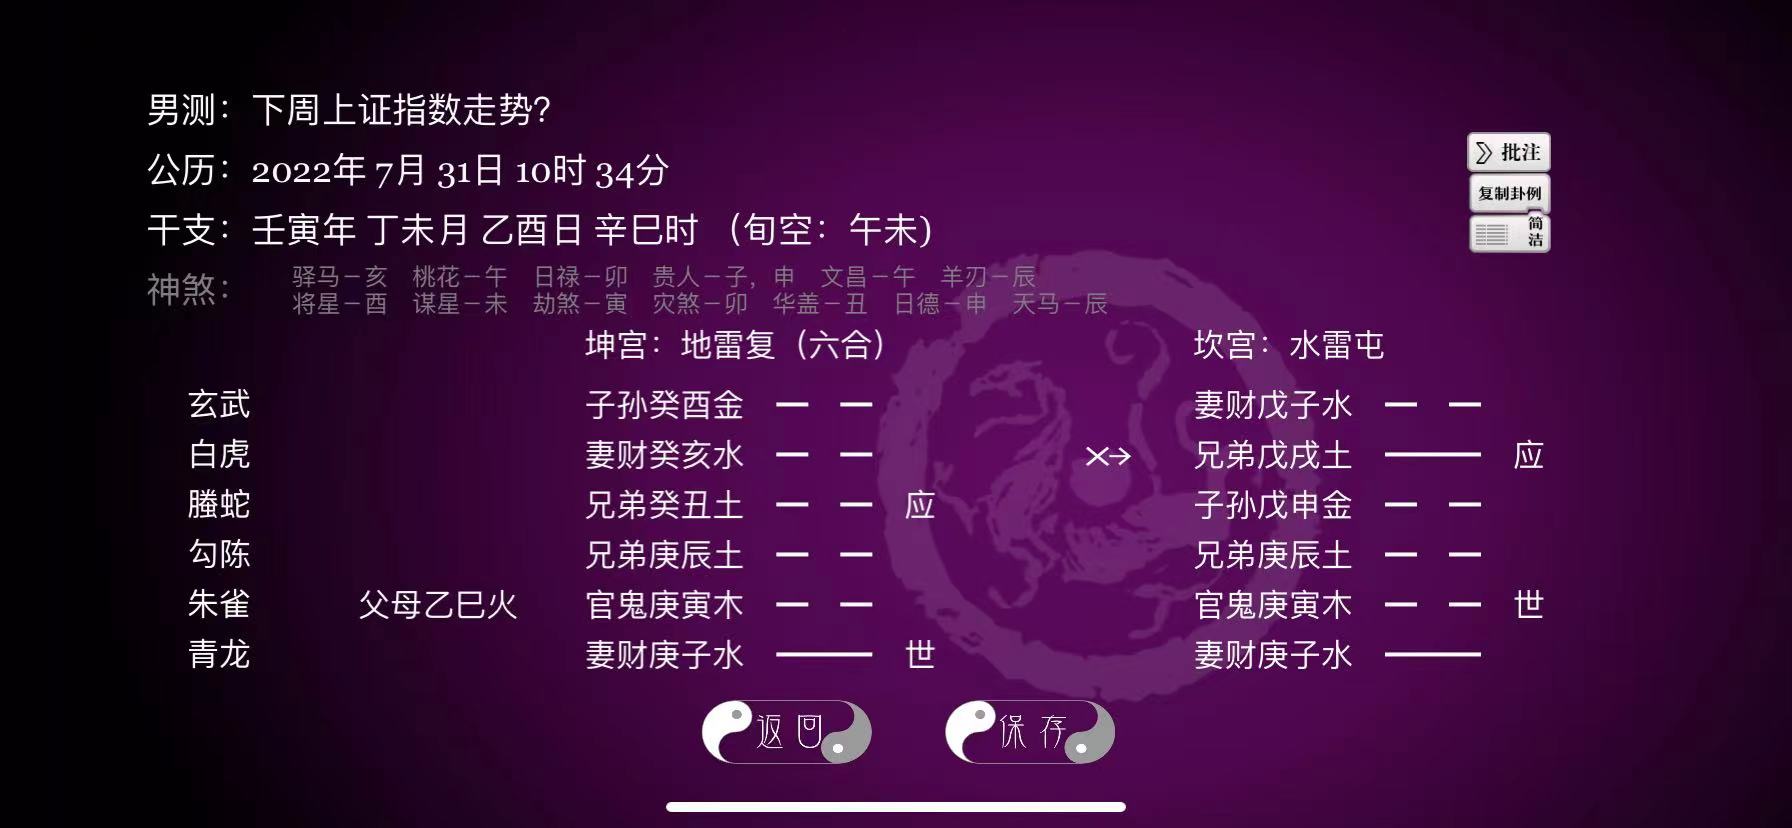 男测：下周上证指数走势？
公历：2022年 7月 31日 10时 34分
干支：壬寅年 丁未月 乙酉日 辛巳时 （旬空：午未）
神煞：
驿马－亥 桃花－午 日禄－卯 贵人－子，申 文昌－午 羊刃－辰
将星－酉 谋星－未 劫煞－寅 灾煞－卯 华盖－丑 日德－申 天马－辰
批注
复制卦例
简洁
坤宫：地雷复（六合） 坎宫：水雷屯
玄武 子孙癸酉金 妻财戊子水
白虎 妻财癸亥水 ×→ 兄弟戊戌土 应
螣蛇 兄弟癸丑土 应 子孙戊申金
勾陈 兄弟庚辰土 兄弟庚辰土
朱雀 父母乙巳火 官鬼庚寅木 官鬼庚寅木 世
青龙 妻财庚子水 世 妻财庚子水
返回 保存